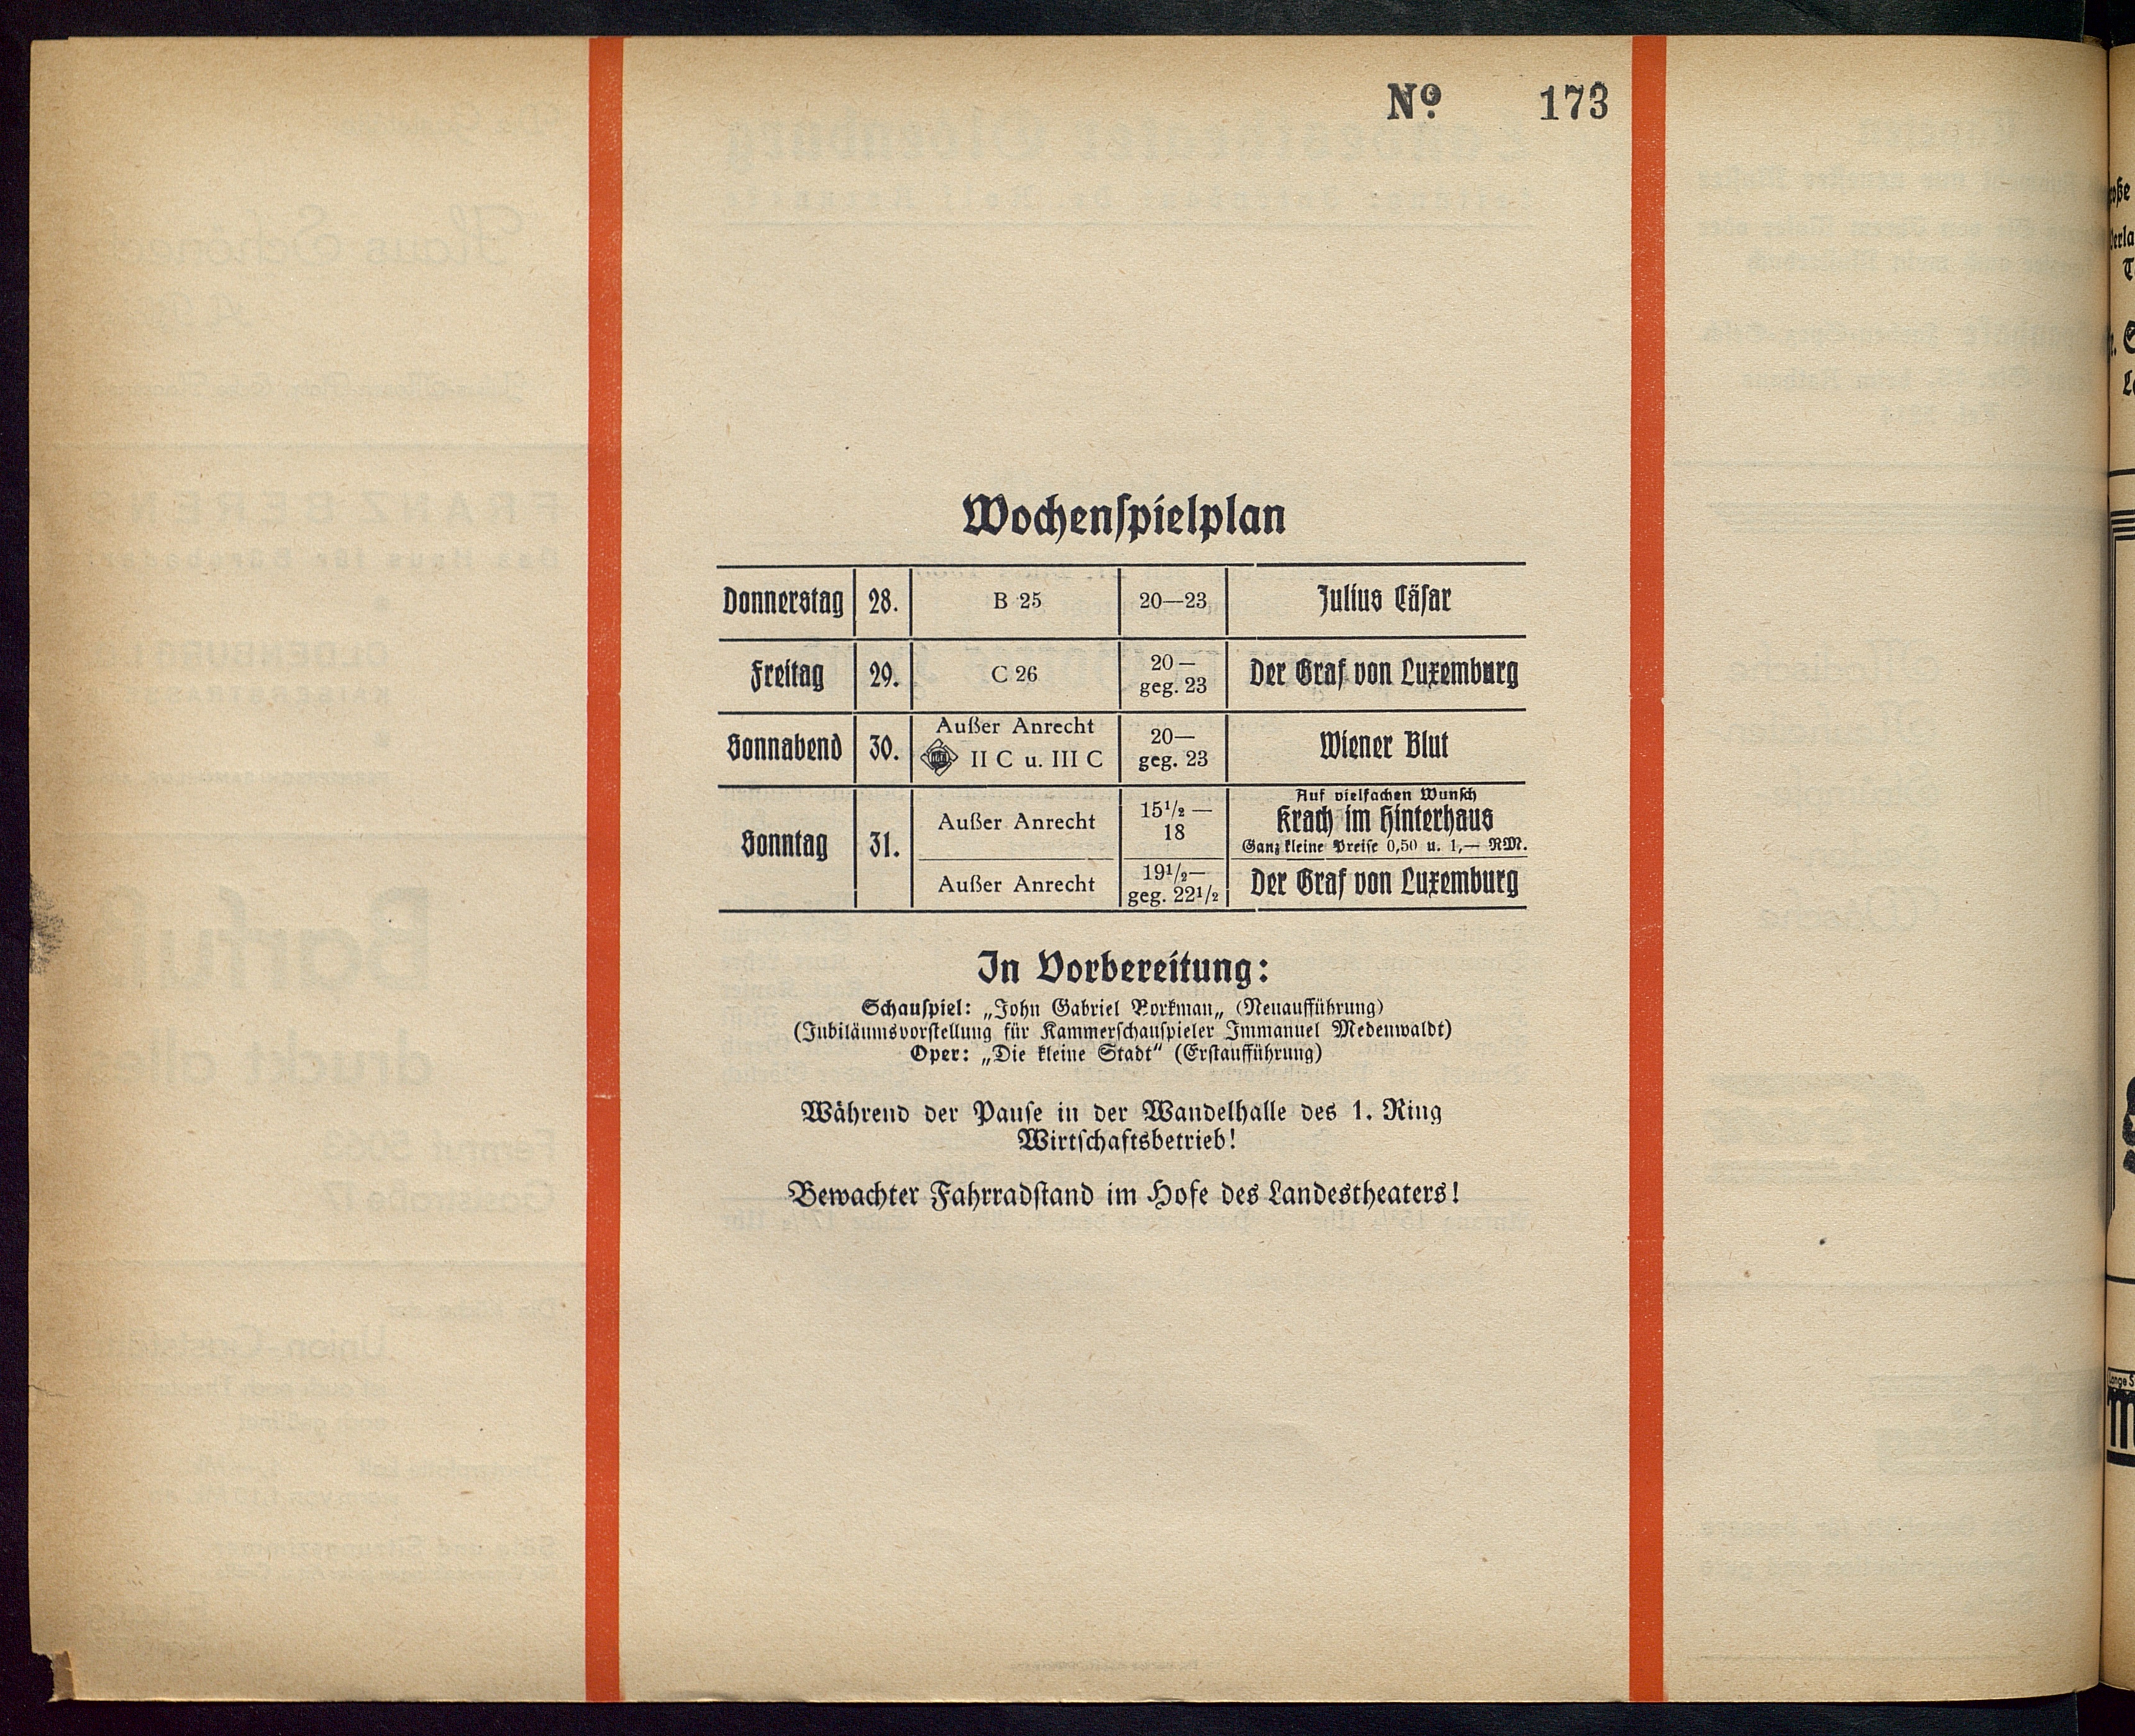 No. 173
Wochenspielplan
Donnerstag 28. B 25 20—23 Julius Cäsar
Freitag 29. C 26 20— geg. 23 Der Graf von Luxemburg
Sonnabend 30. Außer Anrecht II C u. III C 20— geg. 23 Wiener Blut
Sonntag 31. Außer Anrecht 15½— 18 Auf vielfachen Wunsch
Krach im Hinterhaus
Ganz kleine Preise 0,50 u. 1,— RM.
Außer Anrecht 19½— geg. 22½ Der Graf von Luxemburg
In Vorbereitung:
Schauspiel: „John Gabriel Borkman„ (Neuaufführung)
(Jubiläumsvorstellung für Kammerschauspieler Immanuel Medenwaldt)
Oper: „Die kleine Stadt“ (Erstaufführung)
Während der Pause in der Wandelhalle des 1. Ring
Wirtschaftsbetrieb!
Bewachter Fahrradstand im Hofe des Landestheaters!